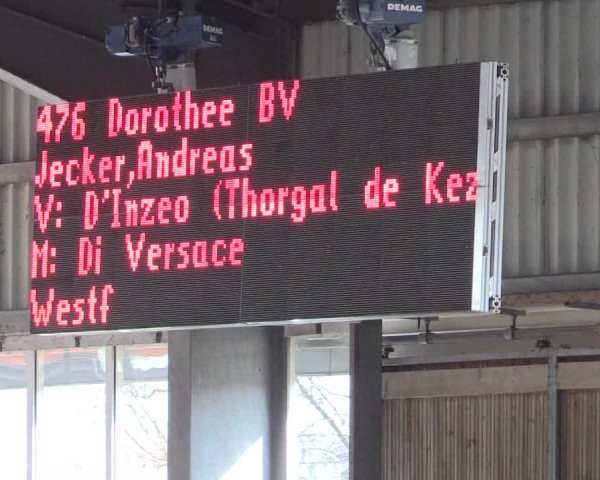 DEMAG
DEMAG
476 Dorothee BV
Jecker,Andreas
V: D'Inzeo (Thorgal de Kez
M: Di Versace
Westf